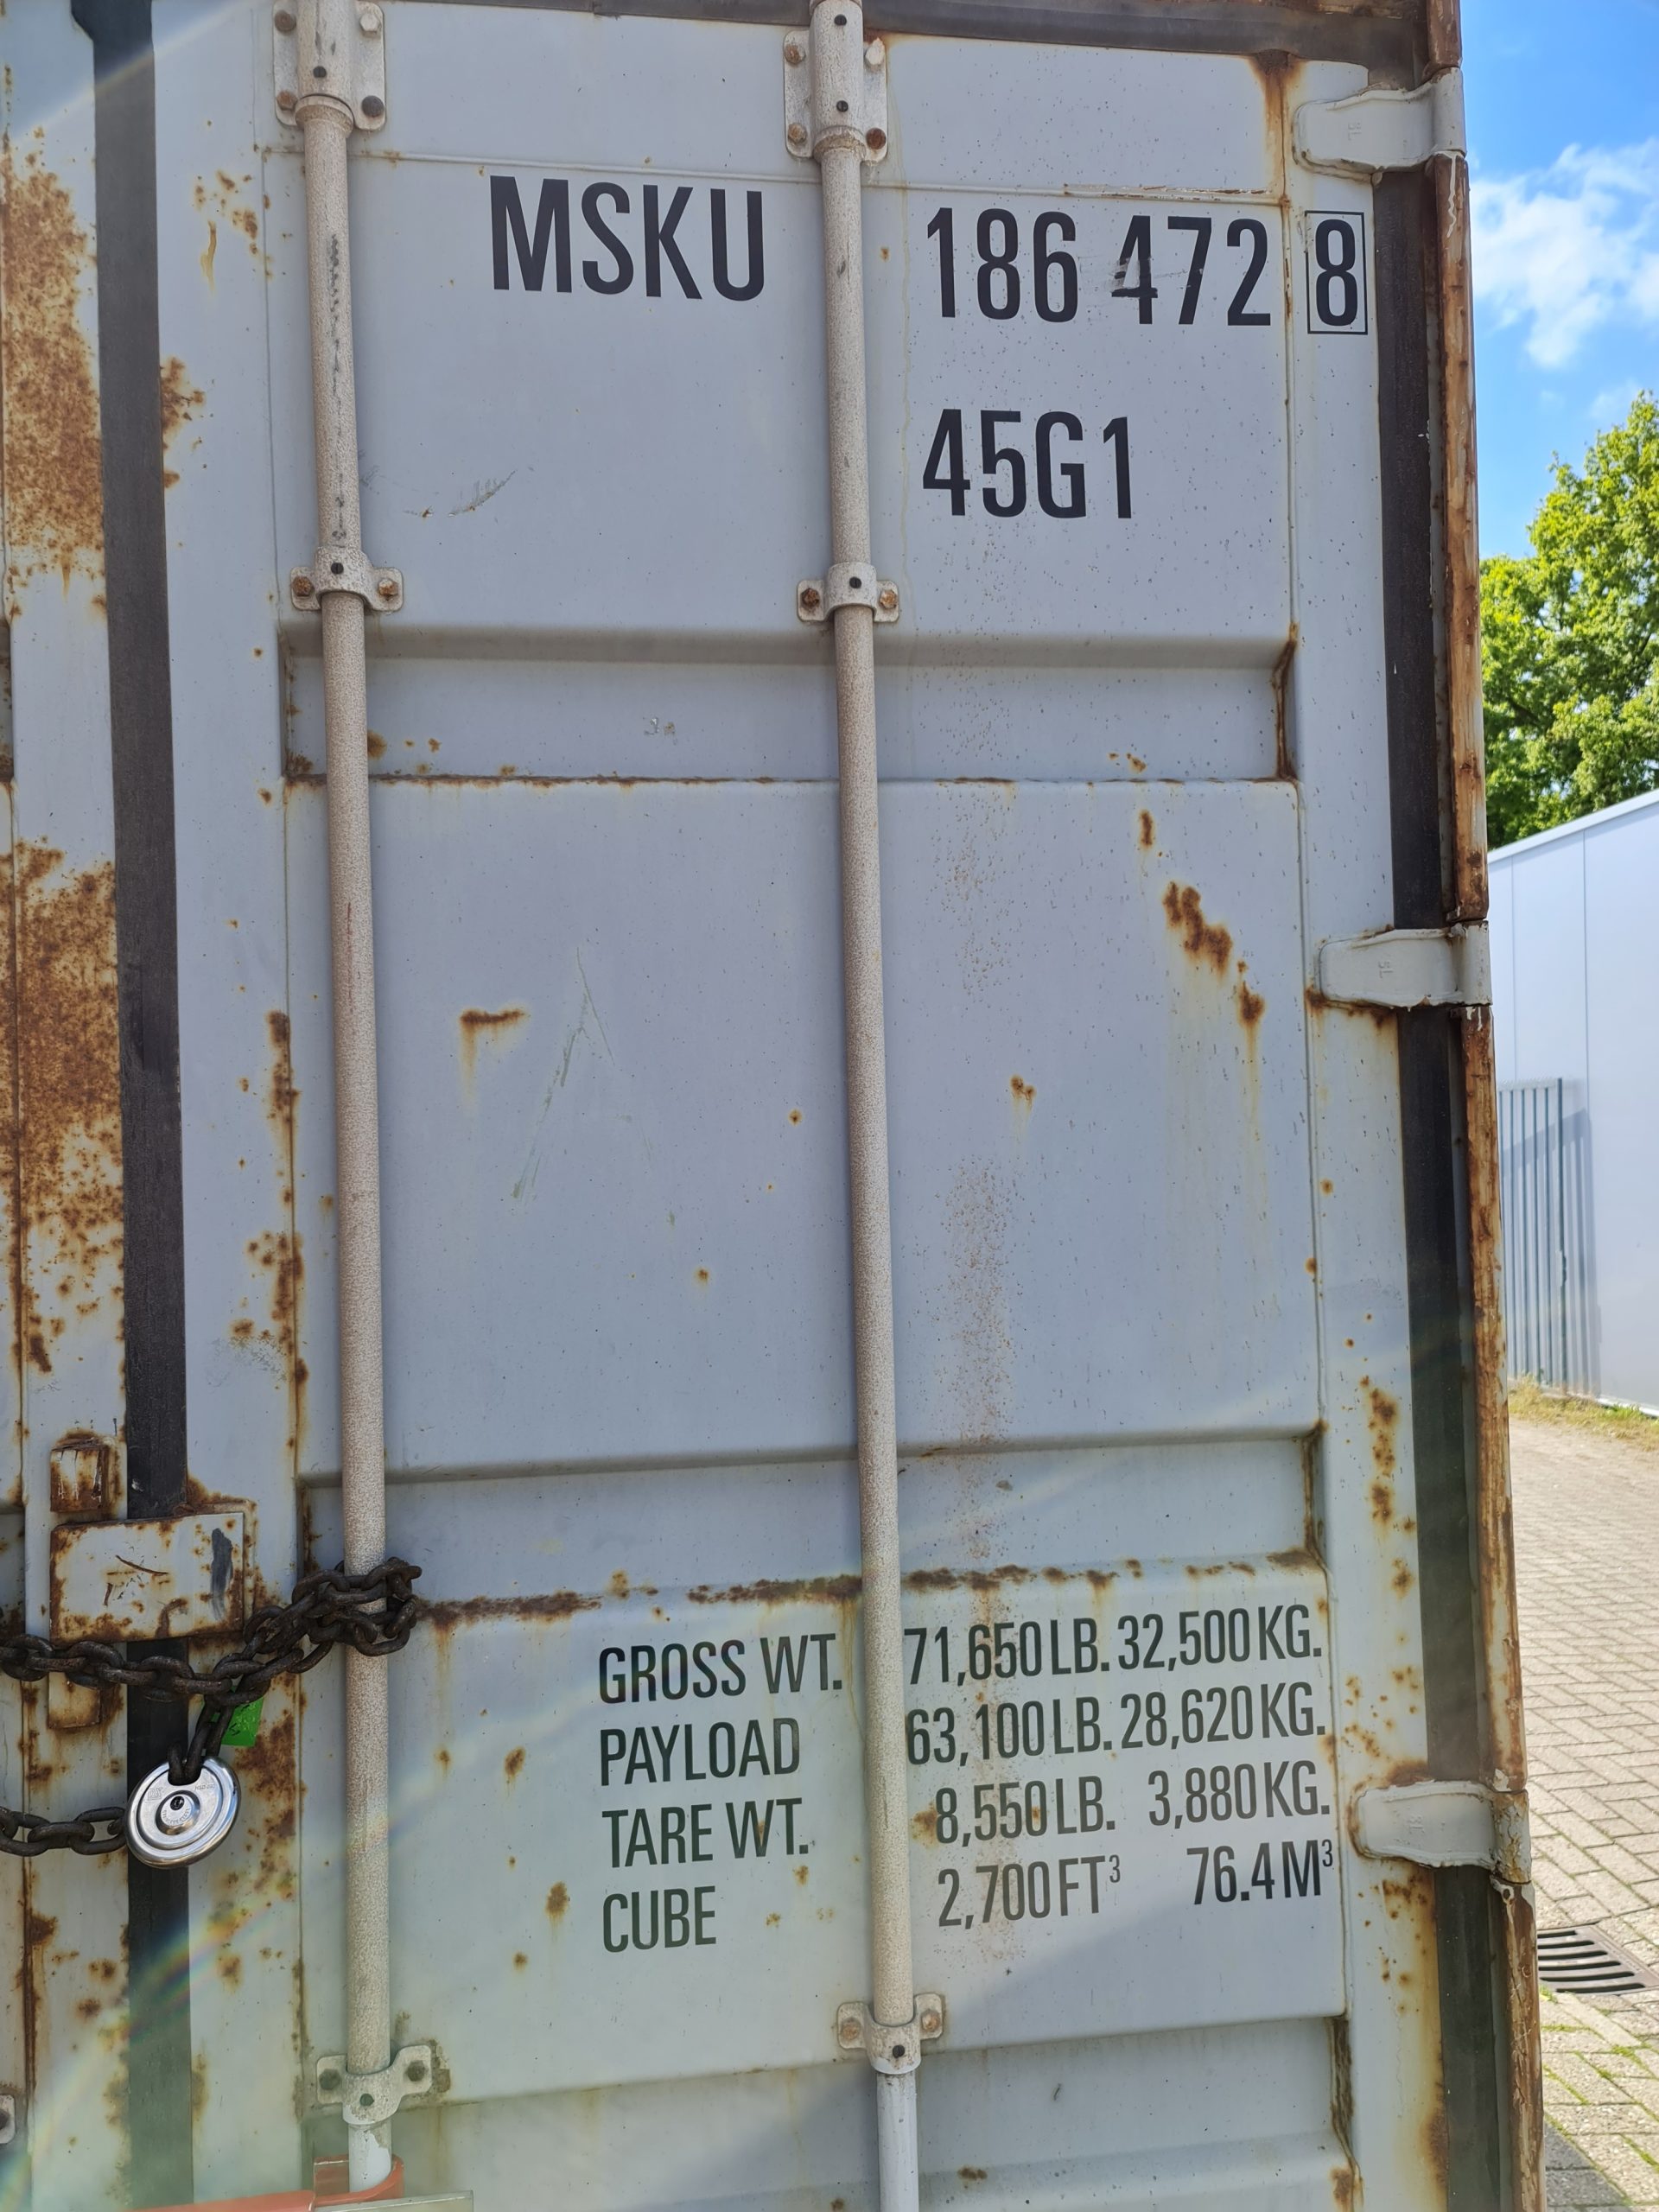 MSKU 186 472 8
45G1
GROSS WT. 71,650 LB. 32,500 KG.
PAYLOAD 63,100 LB. 28,620 KG.
TARE WT. 8,550 LB. 3,880 KG.
CUBE 2,700 FT³ 76.4 M³